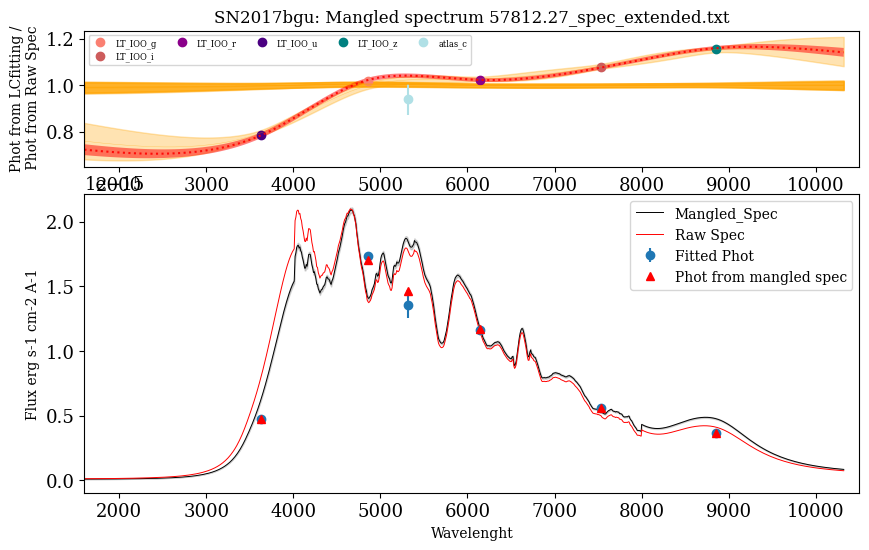 SN2017bgu: Mangled spectrum 57812.27_spec_extended.txt
Phot from LCfitting /
Phot from Raw Spec
1.2
1.0
0.8
LT_IOO_g LT_IOO_r LT_IOO_u LT_IOO_z atlas_c
LT_IOO_i
2000 3000 4000 5000 6000 7000 8000 9000 10000
1e−15
Flux erg s-1 cm-2 A-1
2.0
1.5
1.0
0.5
0.0
Mangled_Spec
Raw Spec
Fitted Phot
Phot from mangled spec
2000 3000 4000 5000 6000 7000 8000 9000 10000
Wavelenght